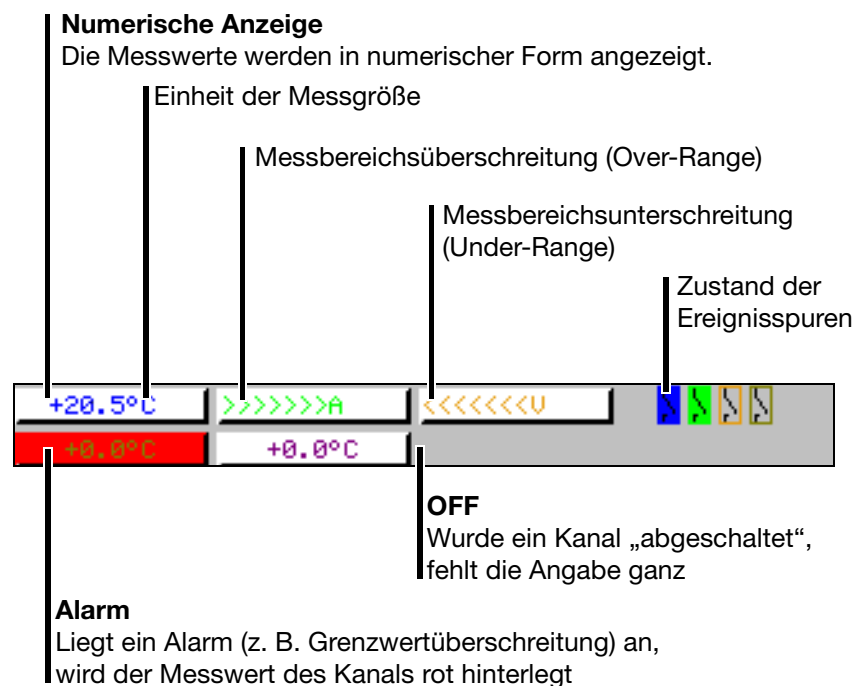 Numerische Anzeige
Die Messwerte werden in numerischer Form angezeigt.
Einheit der Messgröße
Messbereichsüberschreitung (Over-Range)
Messbereichsunterschreitung
(Under-Range)
Zustand der
Ereignisspuren
+20.5°C >>>>>>>A <<<<<<<V
+0.0°C +0.0°C
OFF
Wurde ein Kanal „abgeschaltet“,
fehlt die Angabe ganz
Alarm
Liegt ein Alarm (z. B. Grenzwertüberschreitung) an,
wird der Messwert des Kanals rot hinterlegt